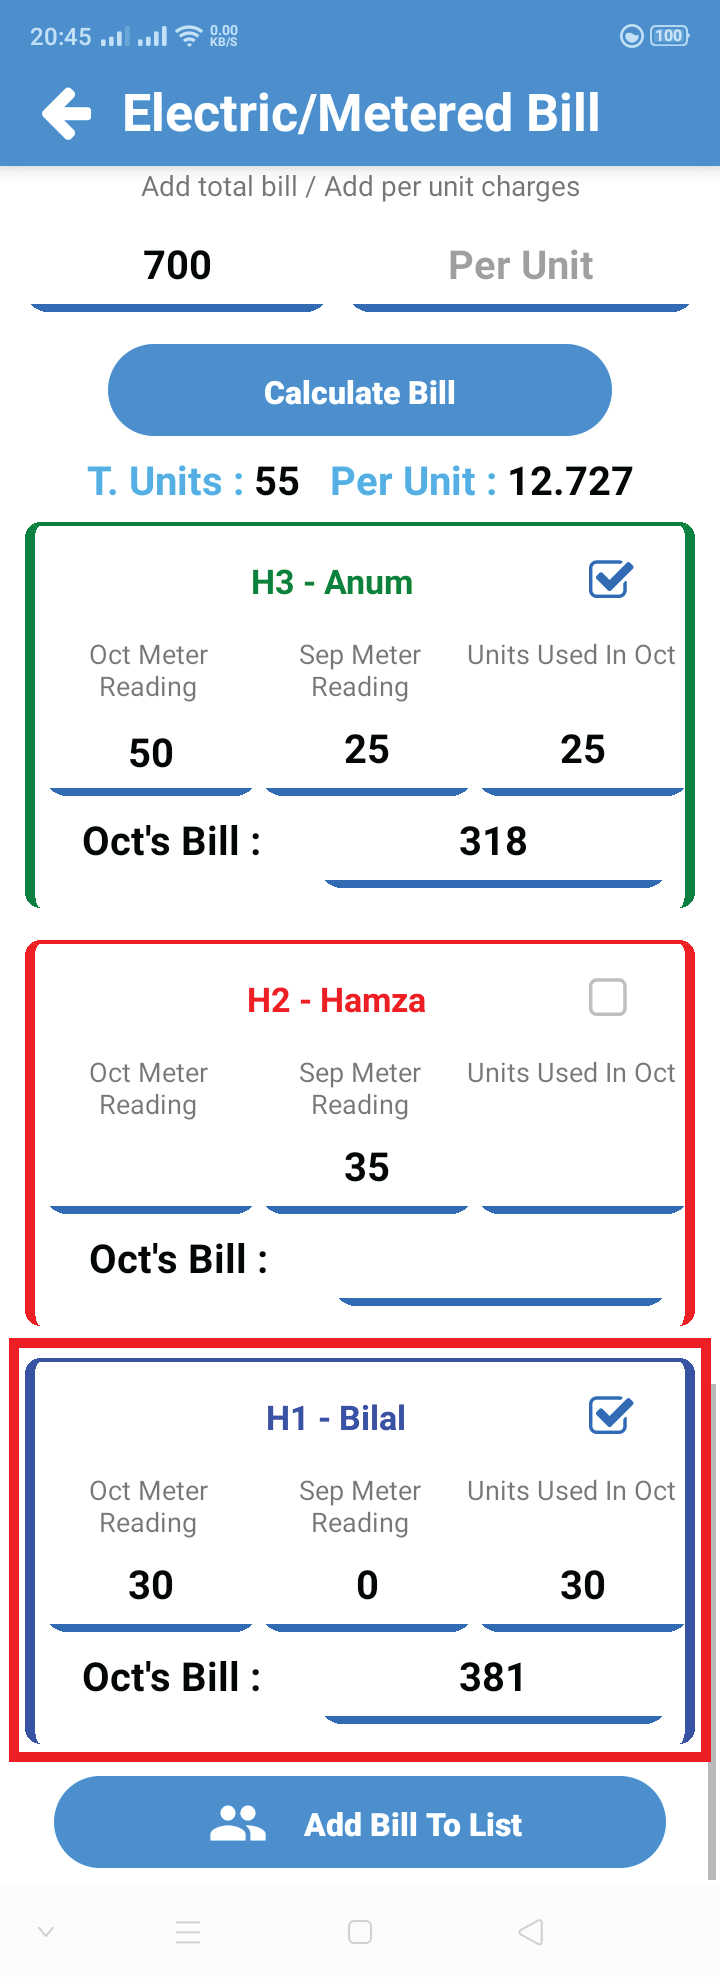 20:45 0.00 KB/S 100
Electric/Metered Bill
Add total bill / Add per unit charges
700 Per Unit
Calculate Bill
T. Units : 55 Per Unit : 12.727
H3 - Anum
Oct Meter Reading Sep Meter Reading Units Used In Oct
50 25 25
Oct's Bill : 318
H2 - Hamza
Oct Meter Reading Sep Meter Reading Units Used In Oct
35
Oct's Bill :
H1 - Bilal
Oct Meter Reading Sep Meter Reading Units Used In Oct
30 0 30
Oct's Bill : 381
Add Bill To List